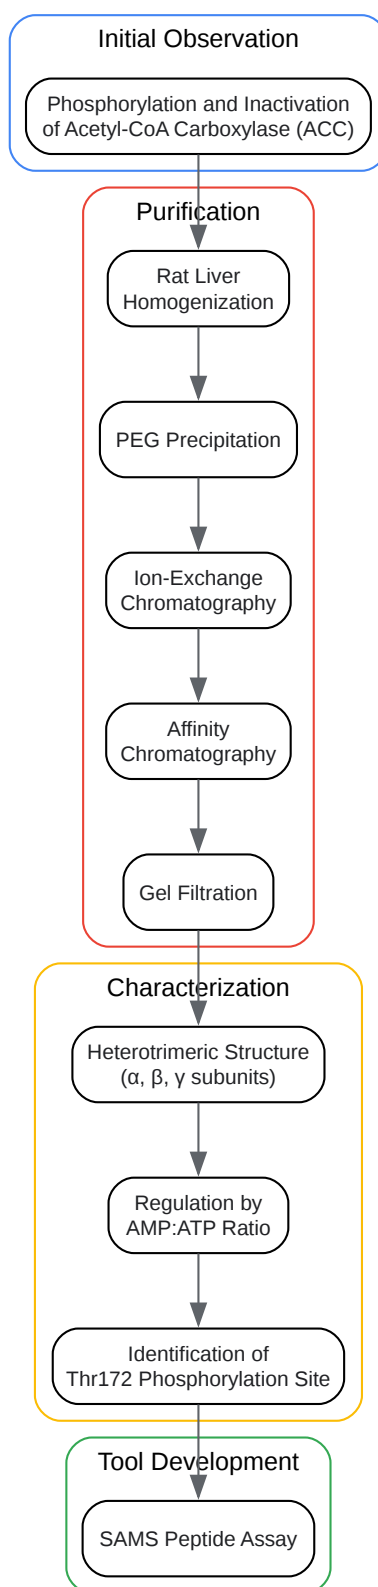 Initial Observation
Phosphorylation and Inactivation
of Acetyl-CoA Carboxylase (ACC)
Purification
Rat Liver
Homogenization
PEG Precipitation
Ion-Exchange
Chromatography
Affinity
Chromatography
Gel Filtration
Characterization
Heterotrimeric Structure
(α, β, γ subunits)
Regulation by
AMP:ATP Ratio
Identification of
Thr172 Phosphorylation Site
Tool Development
SAMS Peptide Assay